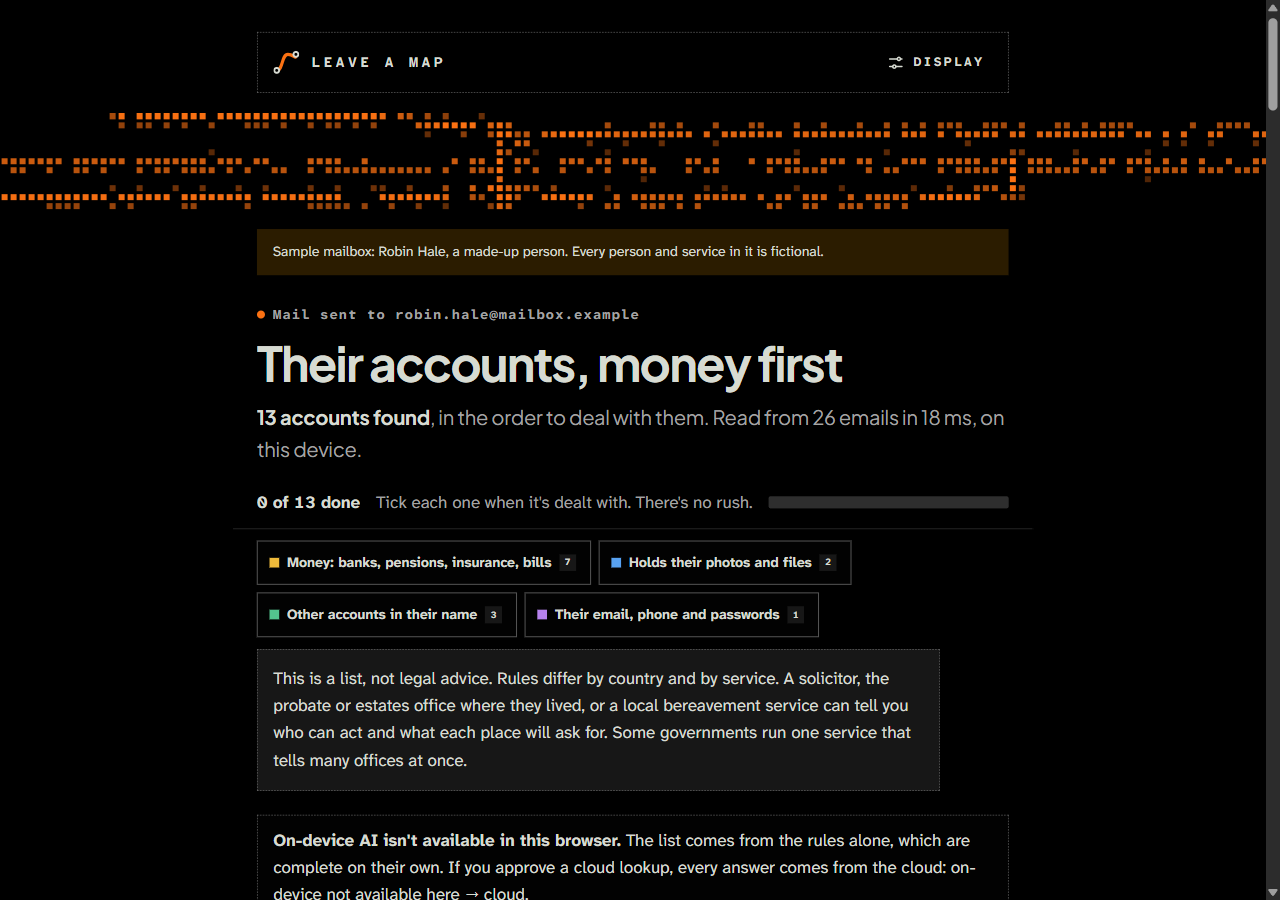 LEAVE A MAP
DISPLAY
Sample mailbox: Robin Hale, a made-up person. Every person and service in it is fictional.
Mail sent to robin.hale@mailbox.example
Their accounts, money first
13 accounts found, in the order to deal with them. Read from 26 emails in 18 ms, on
this device.
0 of 13 done Tick each one when it's dealt with. There's no rush.
Money: banks, pensions, insurance, bills 7
Holds their photos and files 2
Other accounts in their name 3
Their email, phone and passwords 1
This is a list, not legal advice. Rules differ by country and by service. A solicitor, the
probate or estates office where they lived, or a local bereavement service can tell you
who can act and what each place will ask for. Some governments run one service that
tells many offices at once.
On-device AI isn't available in this browser. The list comes from the rules alone, which are
complete on their own. If you approve a cloud lookup, every answer comes from the cloud: on-
device not available here → cloud.